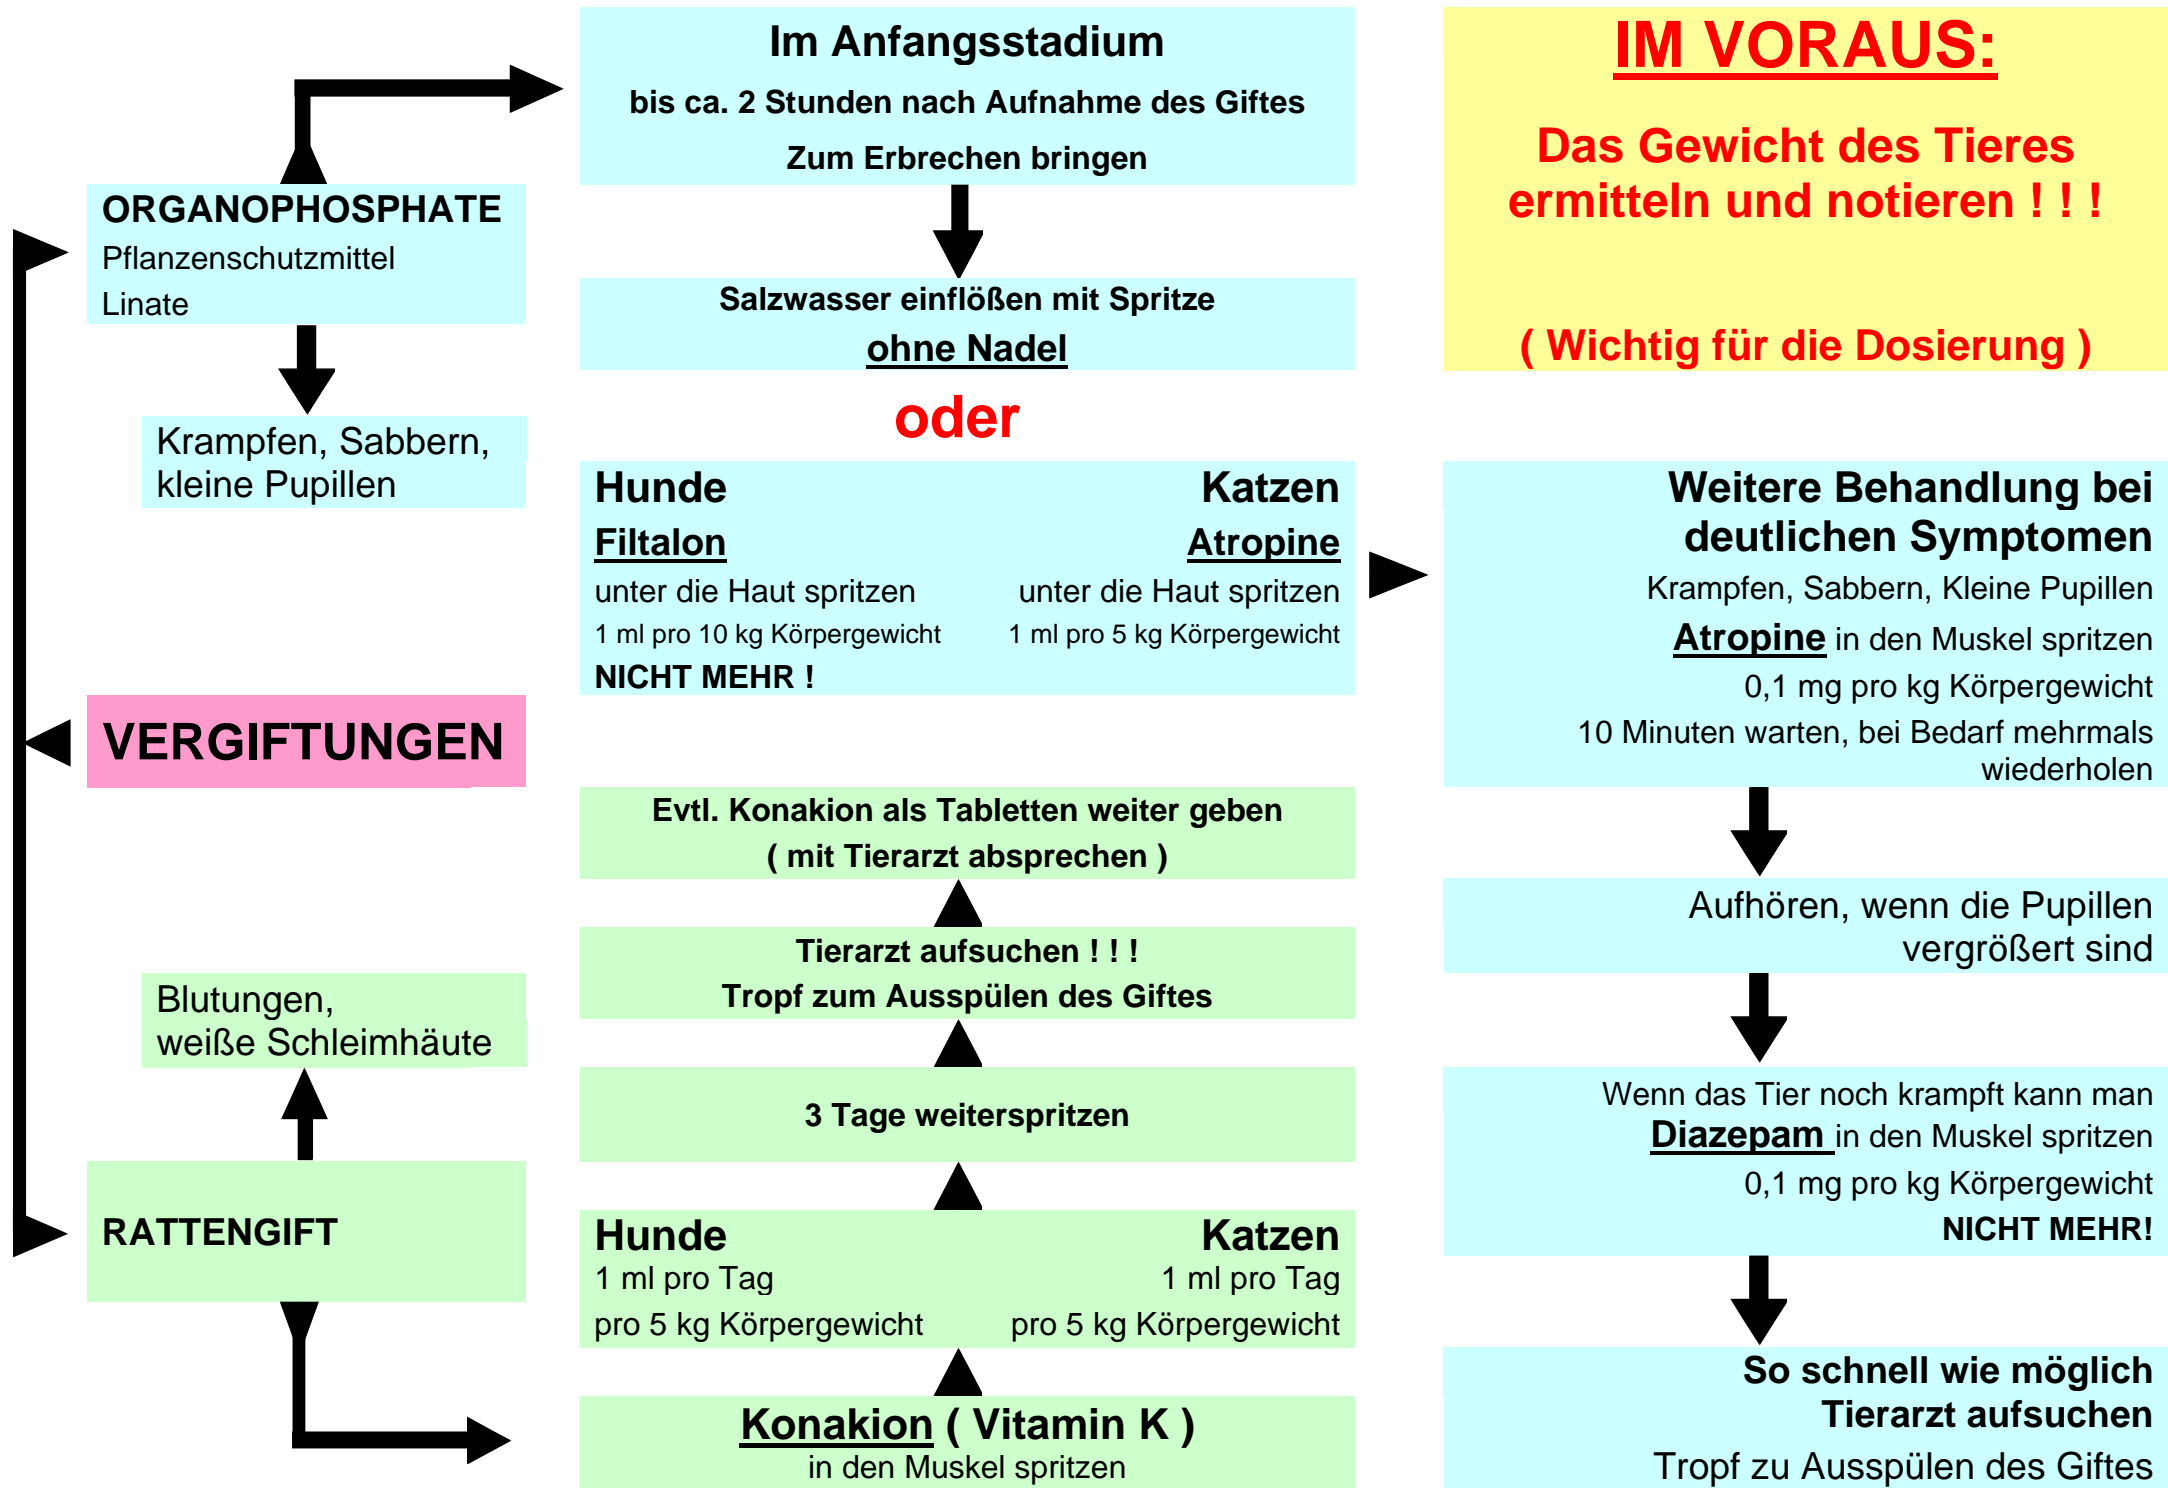 Im Anfangsstadium
bis ca. 2 Stunden nach Aufnahme des Giftes
Zum Erbrechen bringen
IM VORAUS:
Das Gewicht des Tieres
ermitteln und notieren ! ! !
( Wichtig für die Dosierung )
ORGANOPHOSPHATE
Pflanzenschutzmittel
Linate
Salzwasser einflößen mit Spritze
ohne Nadel
oder
Krampfen, Sabbern,
kleine Pupillen
Hunde
Filtalon
unter die Haut spritzen
1 ml pro 10 kg Körpergewicht
NICHT MEHR !
Katzen
Atropine
unter die Haut spritzen
1 ml pro 5 kg Körpergewicht
Weitere Behandlung bei
deutlichen Symptomen
Krampfen, Sabbern, Kleine Pupillen
Atropine in den Muskel spritzen
0,1 mg pro kg Körpergewicht
10 Minuten warten, bei Bedarf mehrmals
wiederholen
VERGIFTUNGEN
Evtl. Konakion als Tabletten weiter geben
( mit Tierarzt absprechen )
Aufhören, wenn die Pupillen
vergrößert sind
Tierarzt aufsuchen ! ! !
Tropf zum Ausspülen des Giftes
Blutungen,
weiße Schleimhäute
3 Tage weiterspritzen
Wenn das Tier noch krampft kann man
Diazepam in den Muskel spritzen
0,1 mg pro kg Körpergewicht
NICHT MEHR!
RATTENGIFT
Hunde
1 ml pro Tag
pro 5 kg Körpergewicht
Katzen
1 ml pro Tag
pro 5 kg Körpergewicht
Konakion ( Vitamin K )
in den Muskel spritzen
So schnell wie möglich
Tierarzt aufsuchen
Tropf zu Ausspülen des Giftes